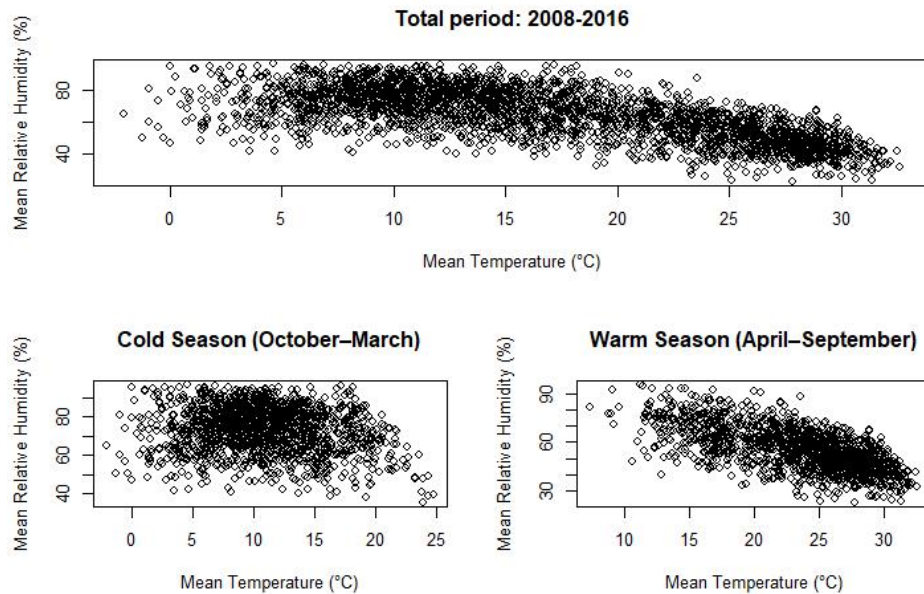 Total period: 2008-2016
Mean Relative Humidity (%)
80
40
0 5 10 15 20 25 30
Mean Temperature (°C)
Cold Season (October–March)
Mean Relative Humidity (%)
80
60
40
0 5 10 15 20 25
Mean Temperature (°C)
Warm Season (April–September)
Mean Relative Humidity (%)
90
60
30
10 15 20 25 30
Mean Temperature (°C)